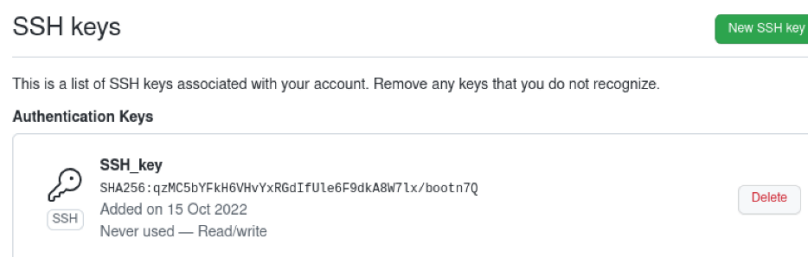 SSH keys
New SSH key
This is a list of SSH keys associated with your account. Remove any keys that you do not recognize.
Authentication Keys
SSH_key
SHA256:qzMC5bYFkH6VHvYxRGdIfUle6F9dkA8W7lx/bootn7Q
Added on 15 Oct 2022
SSH
Never used — Read/write
Delete